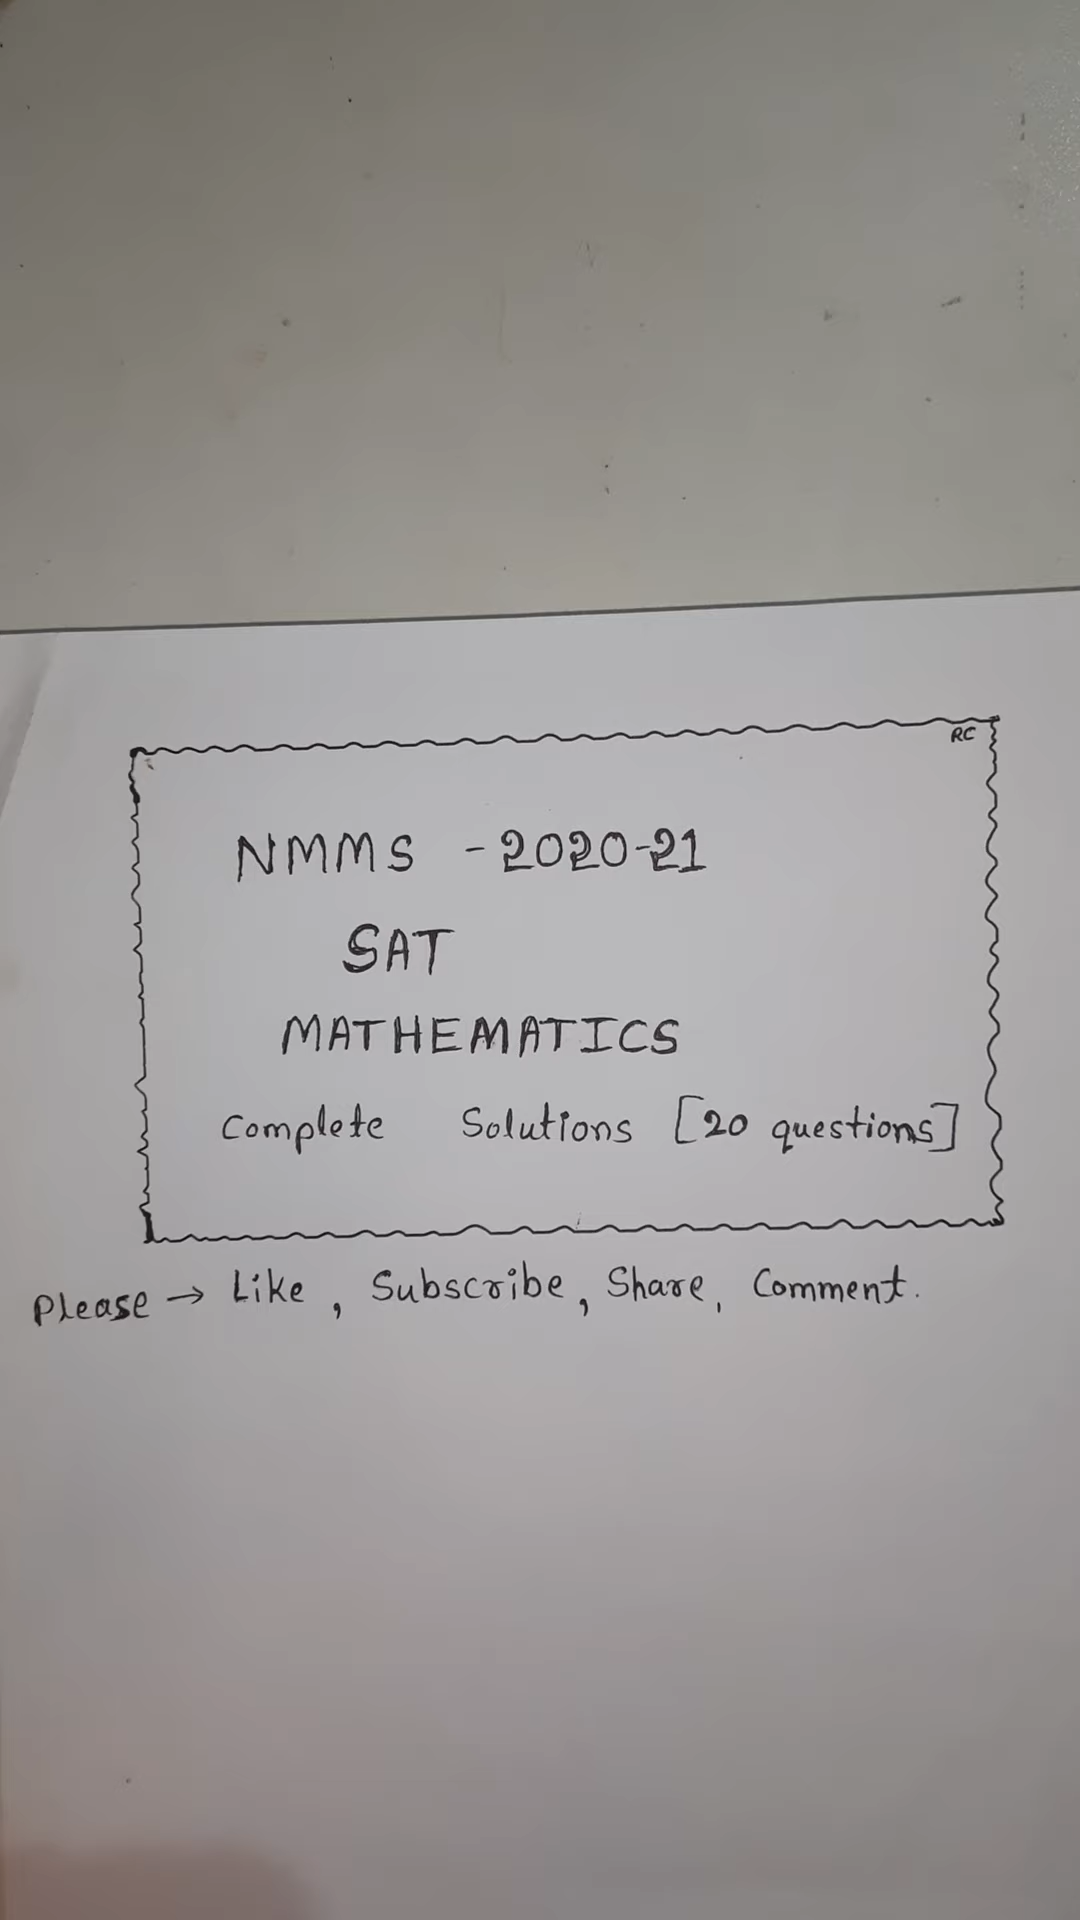 RC
NMMS - 2020-21
SAT
MATHEMATICS
Complete Solutions [20 questions]
Please → Like, Subscribe, Share, Comment.